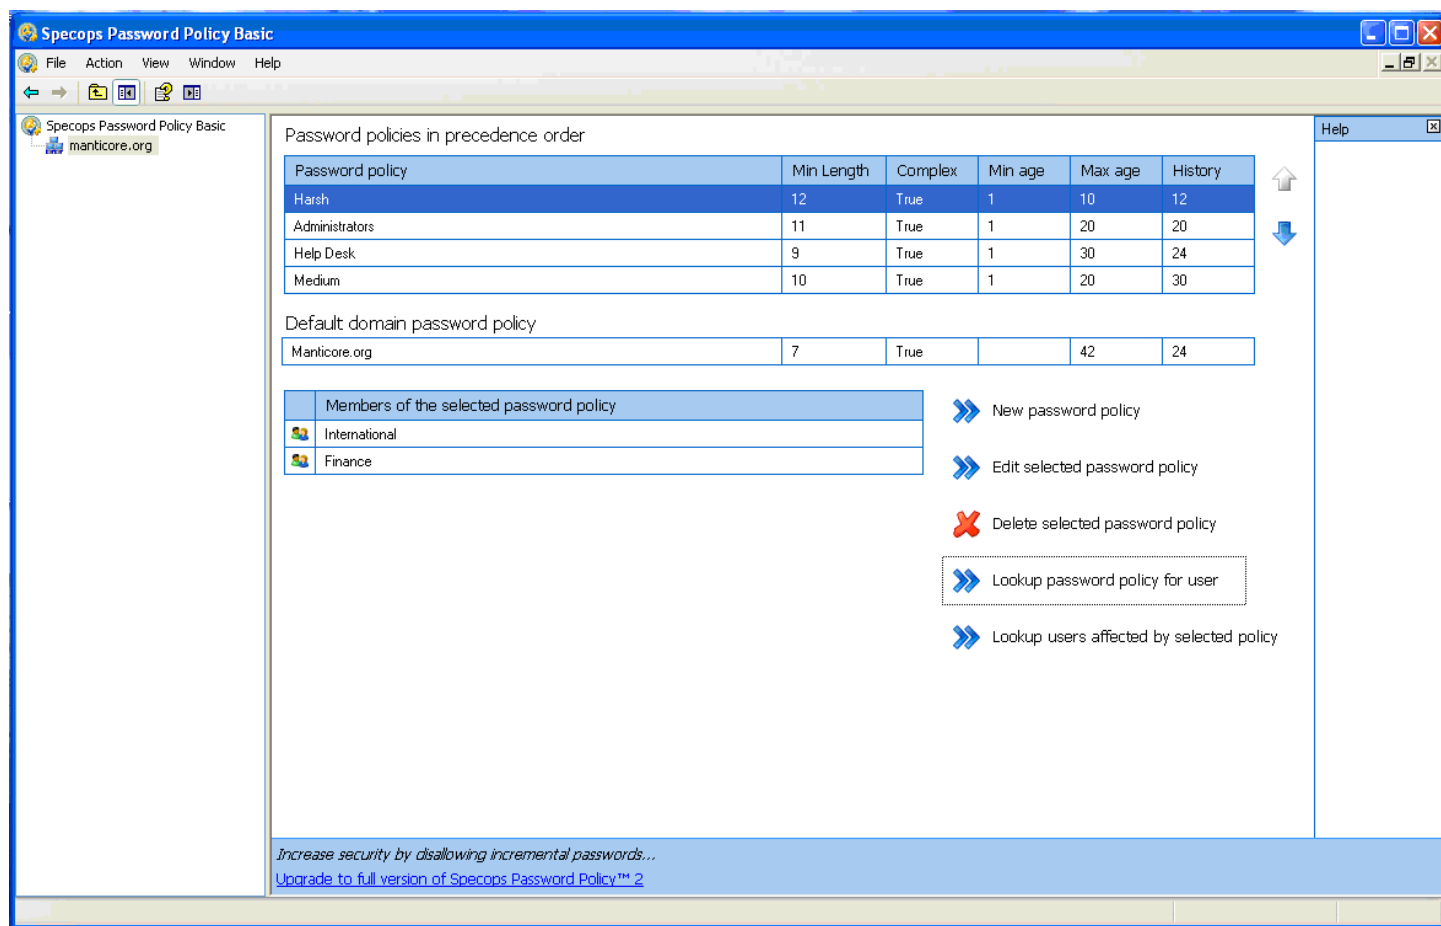 Specops Password Policy Basic
File Action View Window Help
Specops Password Policy Basic
manticore.org
Password policies in precedence order
Password policy Min Length Complex Min age Max age History
Harsh 12 True 1 10 12
Administrators 11 True 1 20 20
Help Desk 9 True 1 30 24
Medium 10 True 1 20 30
Default domain password policy
Manticore.org 7 True 42 24
Members of the selected password policy
International
Finance
New password policy
Edit selected password policy
Delete selected password policy
Lookup password policy for user
Lookup users affected by selected policy
Help
Increase security by disallowing incremental passwords...
Upgrade to full version of Specops Password Policy™ 2